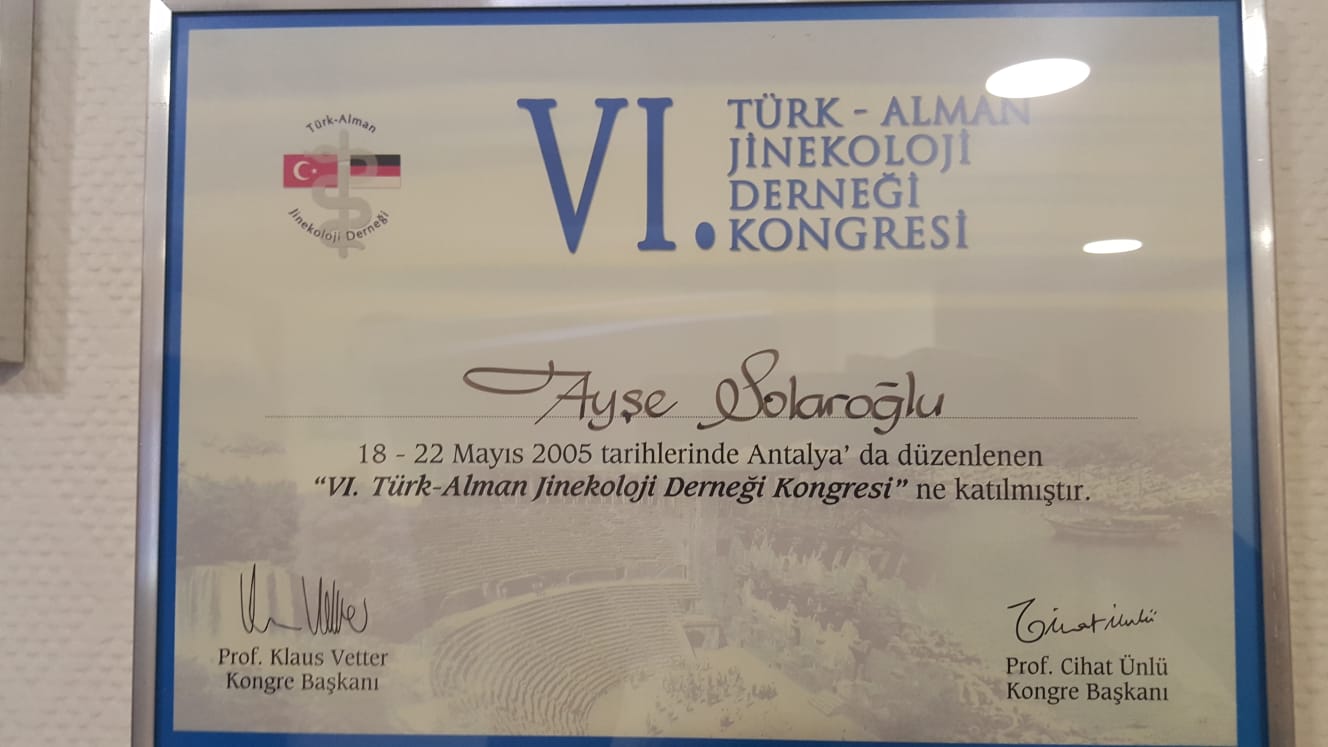 Türk-Alman
Jinekoloji Derneği
VI.
TÜRK - ALMAN
JİNEKOLOJİ
DERNEĞİ
KONGRESİ
Ayşe Solaroğlu
18 - 22 Mayıs 2005 tarihlerinde Antalya' da düzenlenen
“VI. Türk-Alman Jinekoloji Derneği Kongresi” ne katılmıştır.
Prof. Klaus Vetter
Kongre Başkanı
Cihat Ünlü
Prof. Cihat Ünlü
Kongre Başkanı